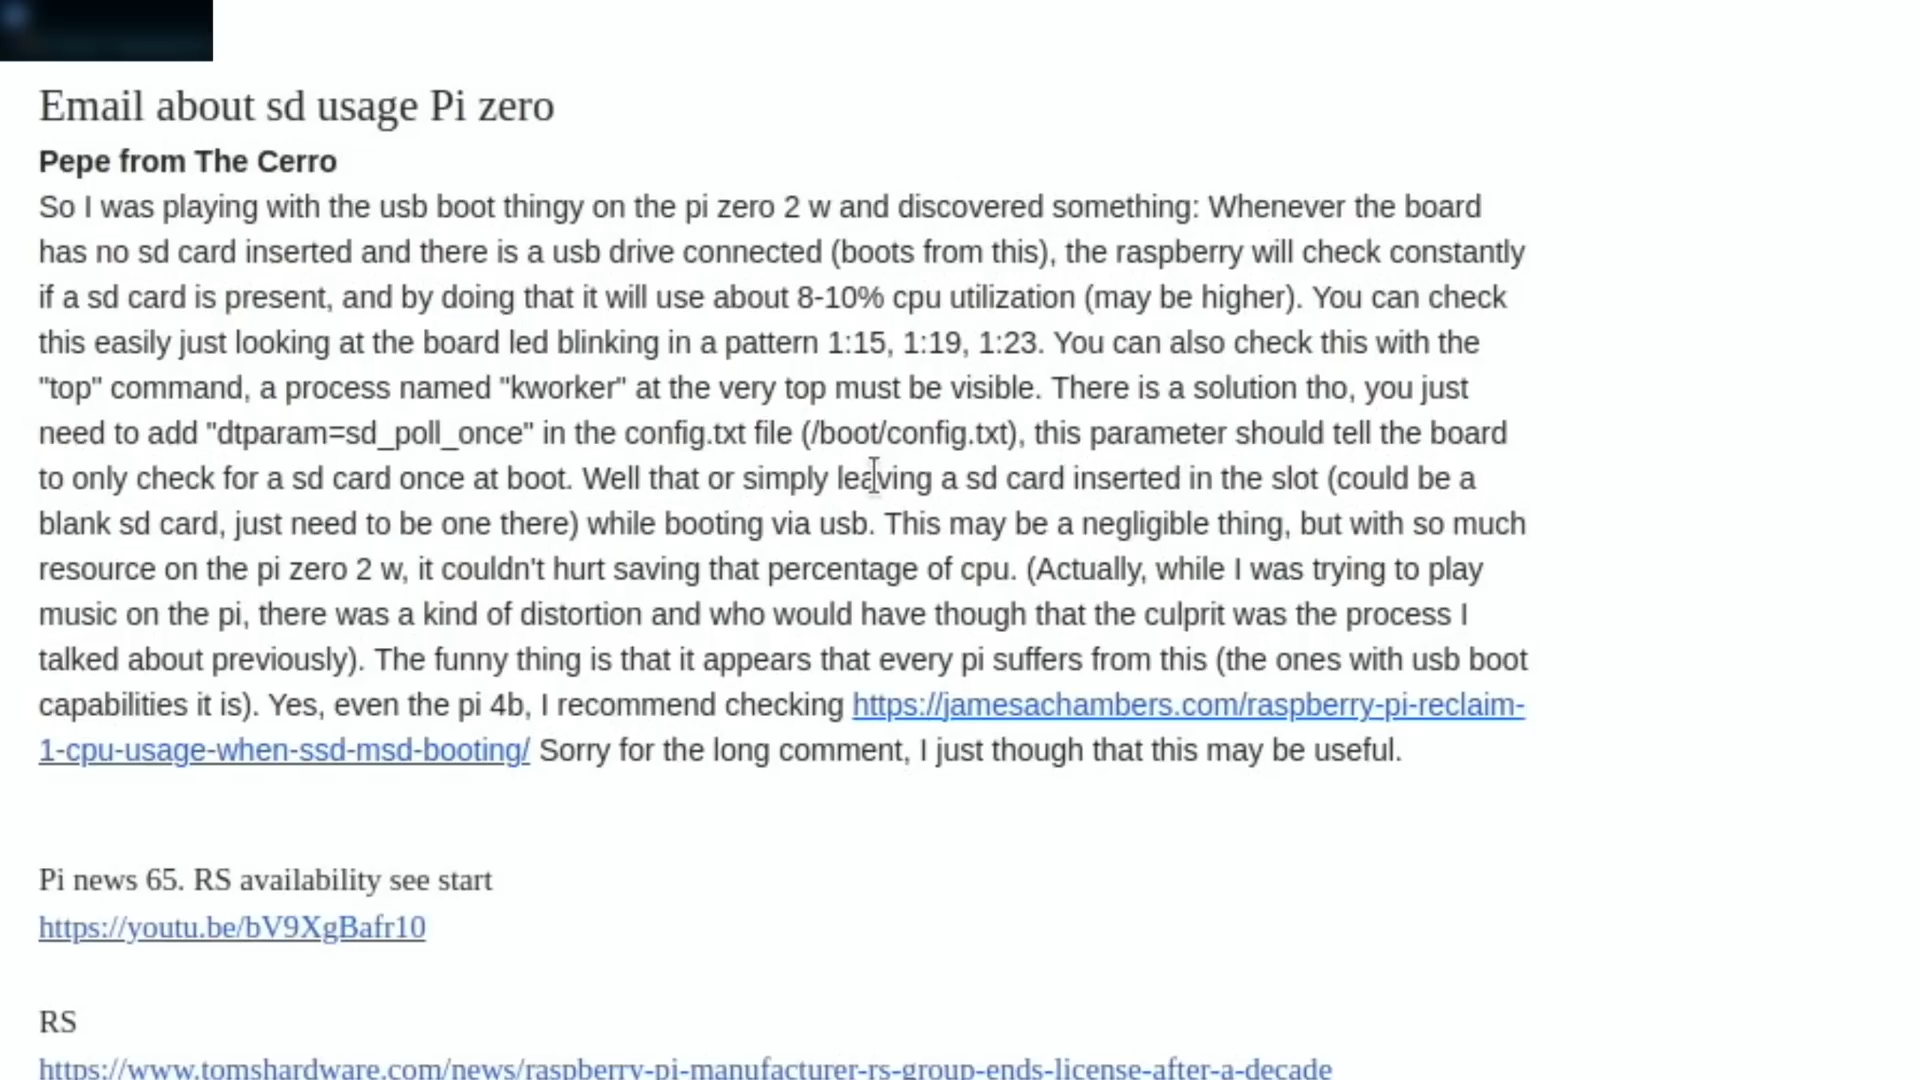 Email about sd usage Pi zero
Pepe from The Cerro
So I was playing with the usb boot thingy on the pi zero 2 w and discovered something: Whenever the board
has no sd card inserted and there is a usb drive connected (boots from this), the raspberry will check constantly
if a sd card is present, and by doing that it will use about 8-10% cpu utilization (may be higher). You can check
this easily just looking at the board led blinking in a pattern 1:15, 1:19, 1:23. You can also check this with the
"top" command, a process named "kworker" at the very top must be visible. There is a solution tho, you just
need to add "dtparam=sd_poll_once" in the config.txt file (/boot/config.txt), this parameter should tell the board
to only check for a sd card once at boot. Well that or simply leaving a sd card inserted in the slot (could be a
blank sd card, just need to be one there) while booting via usb. This may be a negligible thing, but with so much
resource on the pi zero 2 w, it couldn't hurt saving that percentage of cpu. (Actually, while I was trying to play
music on the pi, there was a kind of distortion and who would have though that the culprit was the process I
talked about previously). The funny thing is that it appears that every pi suffers from this (the ones with usb boot
capabilities it is). Yes, even the pi 4b, I recommend checking https://jamesachambers.com/raspberry-pi-reclaim-
1-cpu-usage-when-ssd-msd-booting/ Sorry for the long comment, I just though that this may be useful.
Pi news 65. RS availability see start
https://youtu.be/bV9XgBafr10
RS
https://www.tomshardware.com/news/raspberry-pi-manufacturer-rs-group-ends-license-after-a-decade